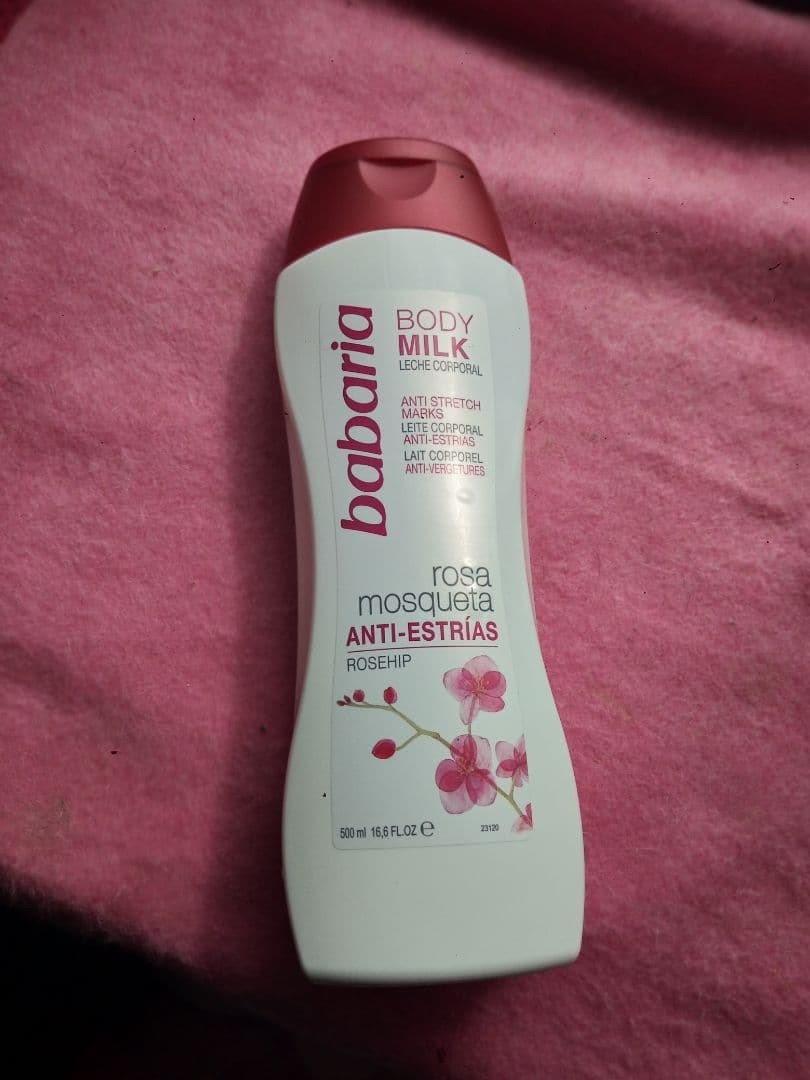 babaria
BODY
MILK
LECHE CORPORAL
ANTI STRETCH
MARKS
LEITE CORPORAL
ANTI-ESTRIAS
LAIT CORPOREL
ANTI-VERGETURES
rosa
mosqueta
ANTI-ESTRÍAS
ROSEHIP
500 ml 16,6 FL.OZ ℮
23120